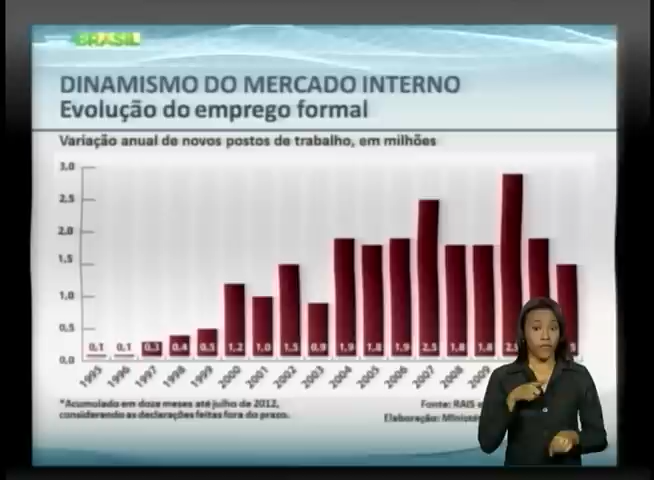 BRASIL
DINAMISMO DO MERCADO INTERNO
Evolução do emprego formal
Variação anual de novos postos de trabalho, em milhões
3,0
2,5
2,0
1,5
1,0
0,5
0,0
0,1 0,1 0,3 0,4 0,5 1,2 1,0 1,5 0,9 1,9 1,8 1,9 2,5 1,8 1,8
1995 1996 1997 1998 1999 2000 2001 2002 2003 2004 2005 2006 2007 2008 2009
*Acumulado em doze meses até julho de 2012,
considerando as declarações feitas fora do prazo.
Fonte: RAIS
Elaboração: